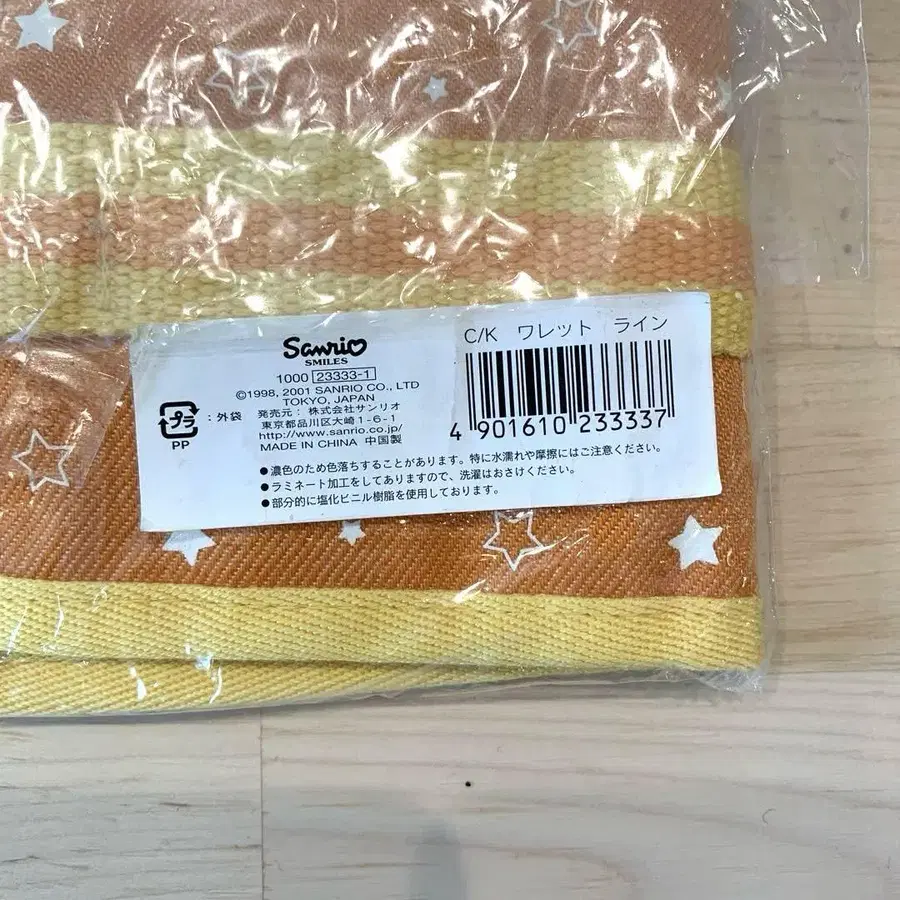 Sanrio
SMILES
1000 23333-1
©1998, 2001 SANRIO CO., LTD
TOKYO, JAPAN
プラ
PP
：外袋
発売元：株式会社サンリオ
東京都品川区大崎1-6-1
http://www.sanrio.co.jp/
MADE IN CHINA 中国製
C/K ワレット ライン
4 901610 233337
●濃色のため色落ちすることがあります。特に水濡れや摩擦にはご注意ください。
●ラミネート加工をしてありますので、洗濯はおさけください。
●部分的に塩化ビニル樹脂を使用しております。